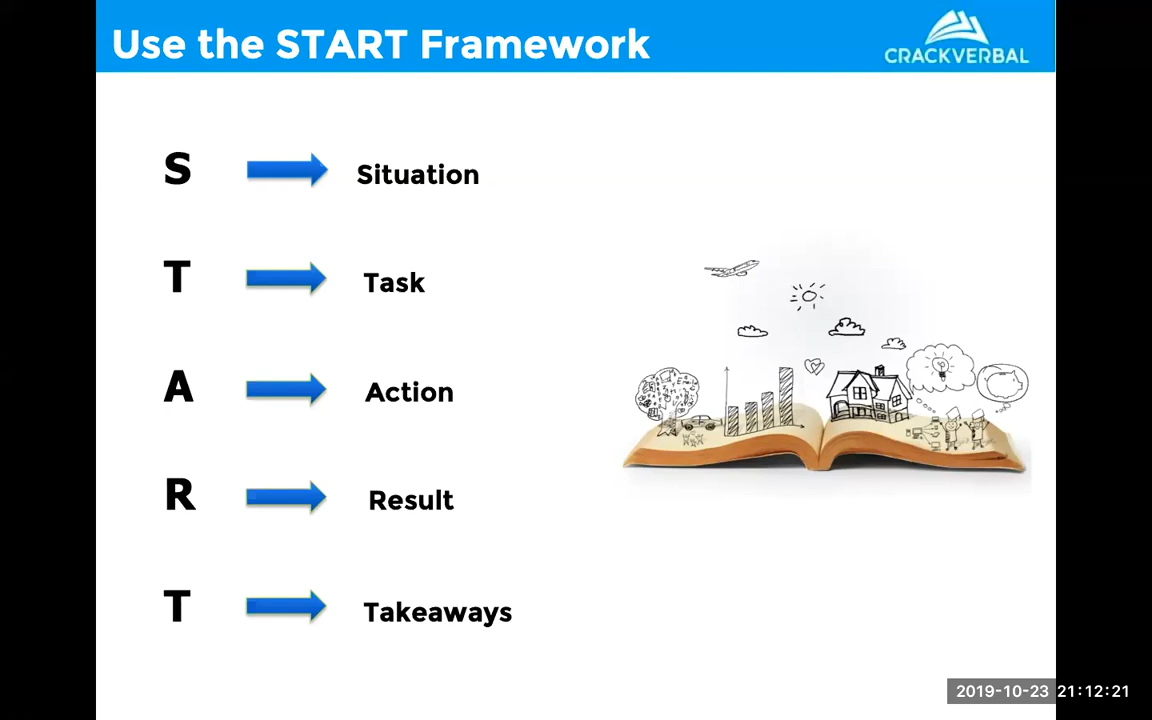 Use the START Framework
CRACKVERBAL
S Situation
T Task
A Action
R Result
T Takeaways
2019-10-23 21:12:21